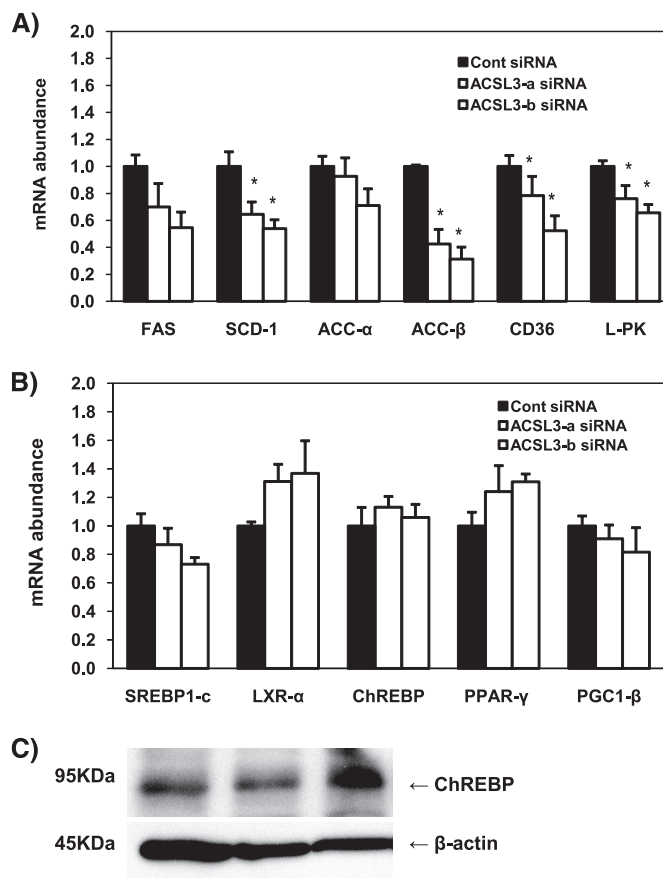 A)
mRNA abundance
2.0
1.8
1.6
1.4
1.2
1.0
0.8
0.6
0.4
0.2
0.0
Cont siRNA
ACSL3-a siRNA
ACSL3-b siRNA
* * * * * * * *
FAS SCD-1 ACC-α ACC-β CD36 L-PK
B)
mRNA abundance
2.0
1.8
1.6
1.4
1.2
1.0
0.8
0.6
0.4
0.2
0.0
Cont siRNA
ACSL3-a siRNA
ACSL3-b siRNA
SREBP1-c LXR-α ChREBP PPAR-γ PGC1-β
C)
95KDa ← ChREBP
45KDa ← β-actin